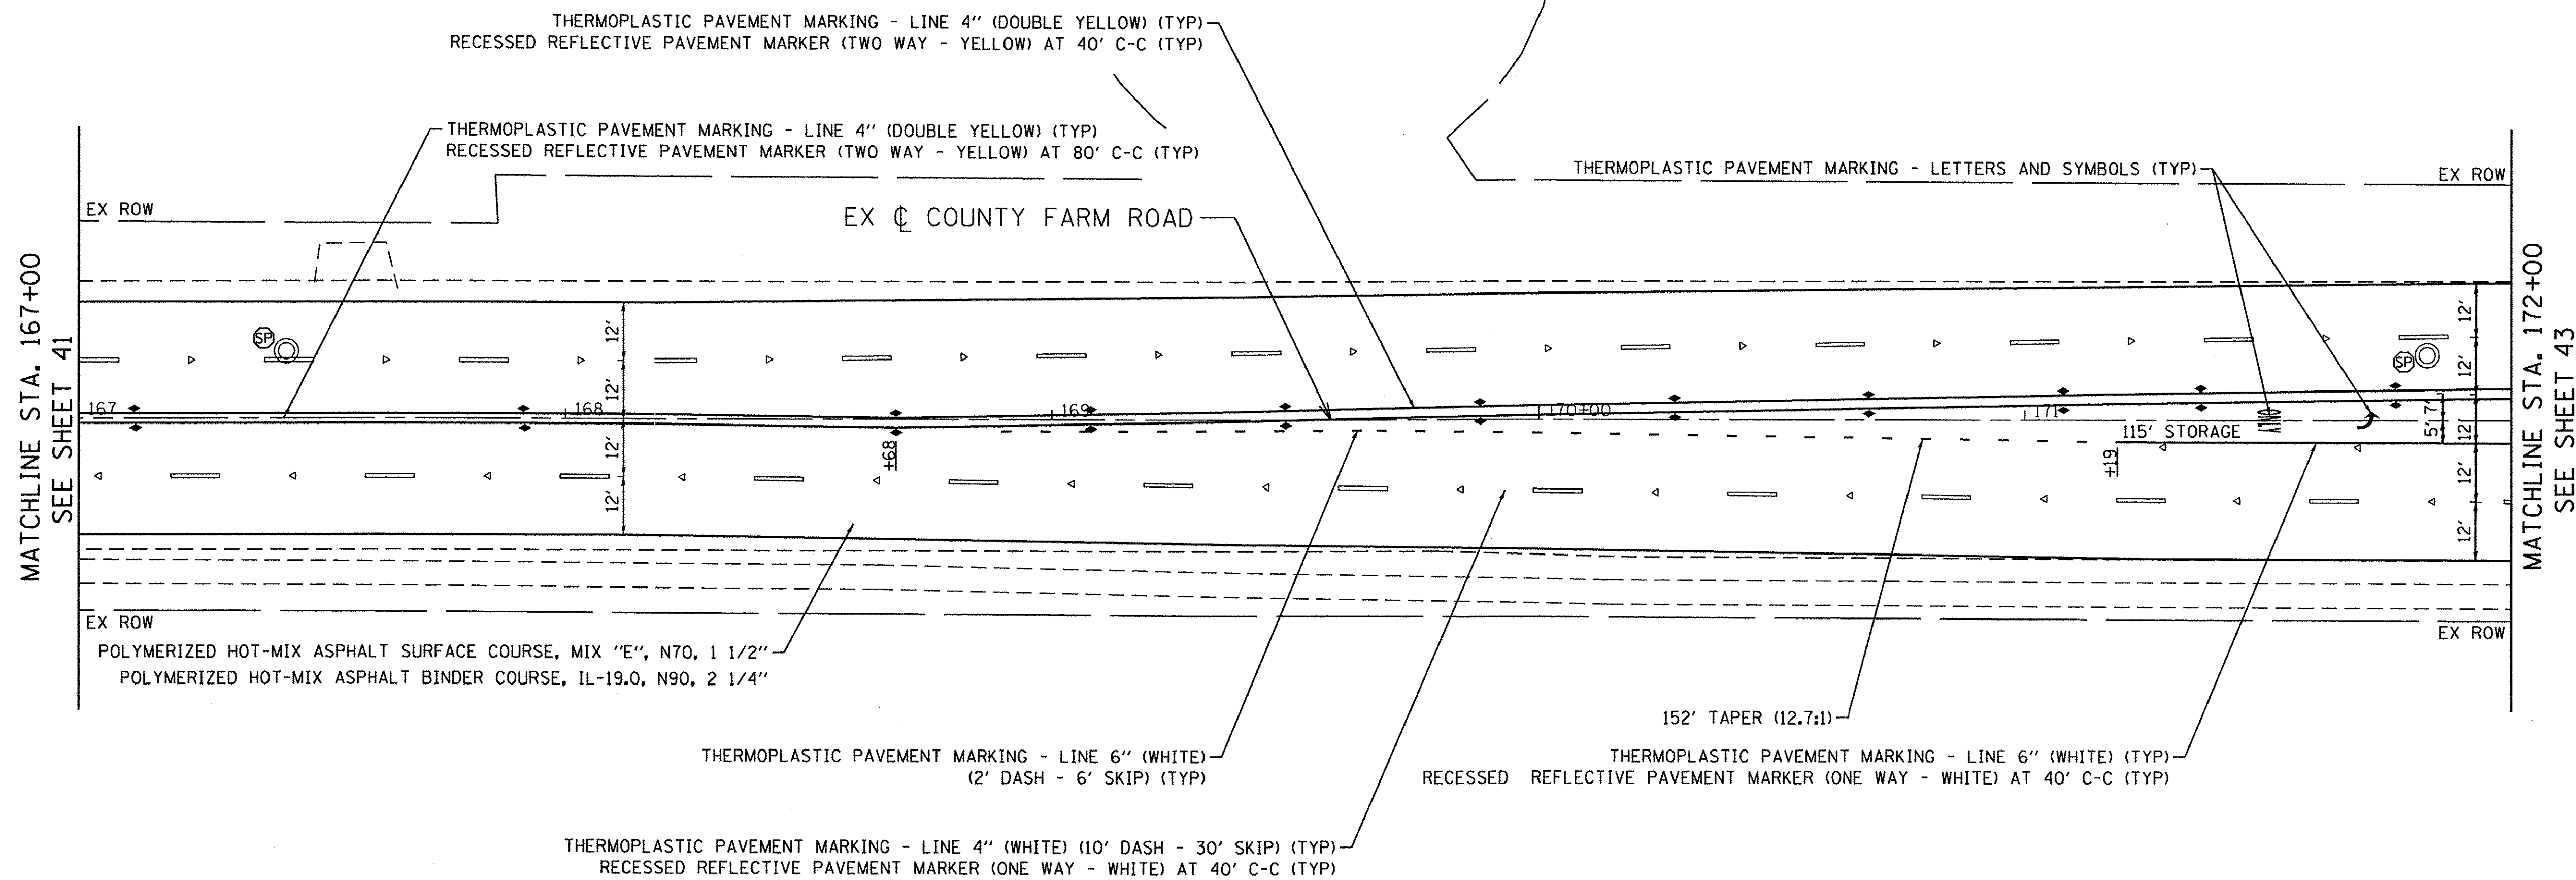 THERMOPLASTIC PAVEMENT MARKING - LINE 4" (DOUBLE YELLOW) (TYP)
RECESSED REFLECTIVE PAVEMENT MARKER (TWO WAY - YELLOW) AT 40' C-C (TYP)
THERMOPLASTIC PAVEMENT MARKING - LINE 4" (DOUBLE YELLOW) (TYP)
RECESSED REFLECTIVE PAVEMENT MARKER (TWO WAY - YELLOW) AT 80' C-C (TYP)
THERMOPLASTIC PAVEMENT MARKING - LETTERS AND SYMBOLS (TYP)
EX ROW
EX ROW
EX ℄ COUNTY FARM ROAD
MATCHLINE STA. 167+00
SEE SHEET 41
MATCHLINE STA. 172+00
SEE SHEET 43
SP
SP
12'
12'
12'
12'
12'
12'
12'
12'
12'
7'
5'
167
168
169
170+00
171
+68
+19
115' STORAGE
EX ROW
EX ROW
POLYMERIZED HOT-MIX ASPHALT SURFACE COURSE, MIX "E", N70, 1 1/2"
POLYMERIZED HOT-MIX ASPHALT BINDER COURSE, IL-19.0, N90, 2 1/4"
152' TAPER (12.7:1)
THERMOPLASTIC PAVEMENT MARKING - LINE 6" (WHITE)
(2' DASH - 6' SKIP) (TYP)
THERMOPLASTIC PAVEMENT MARKING - LINE 6" (WHITE) (TYP)
RECESSED REFLECTIVE PAVEMENT MARKER (ONE WAY - WHITE) AT 40' C-C (TYP)
THERMOPLASTIC PAVEMENT MARKING - LINE 4" (WHITE) (10' DASH - 30' SKIP) (TYP)
RECESSED REFLECTIVE PAVEMENT MARKER (ONE WAY - WHITE) AT 40' C-C (TYP)